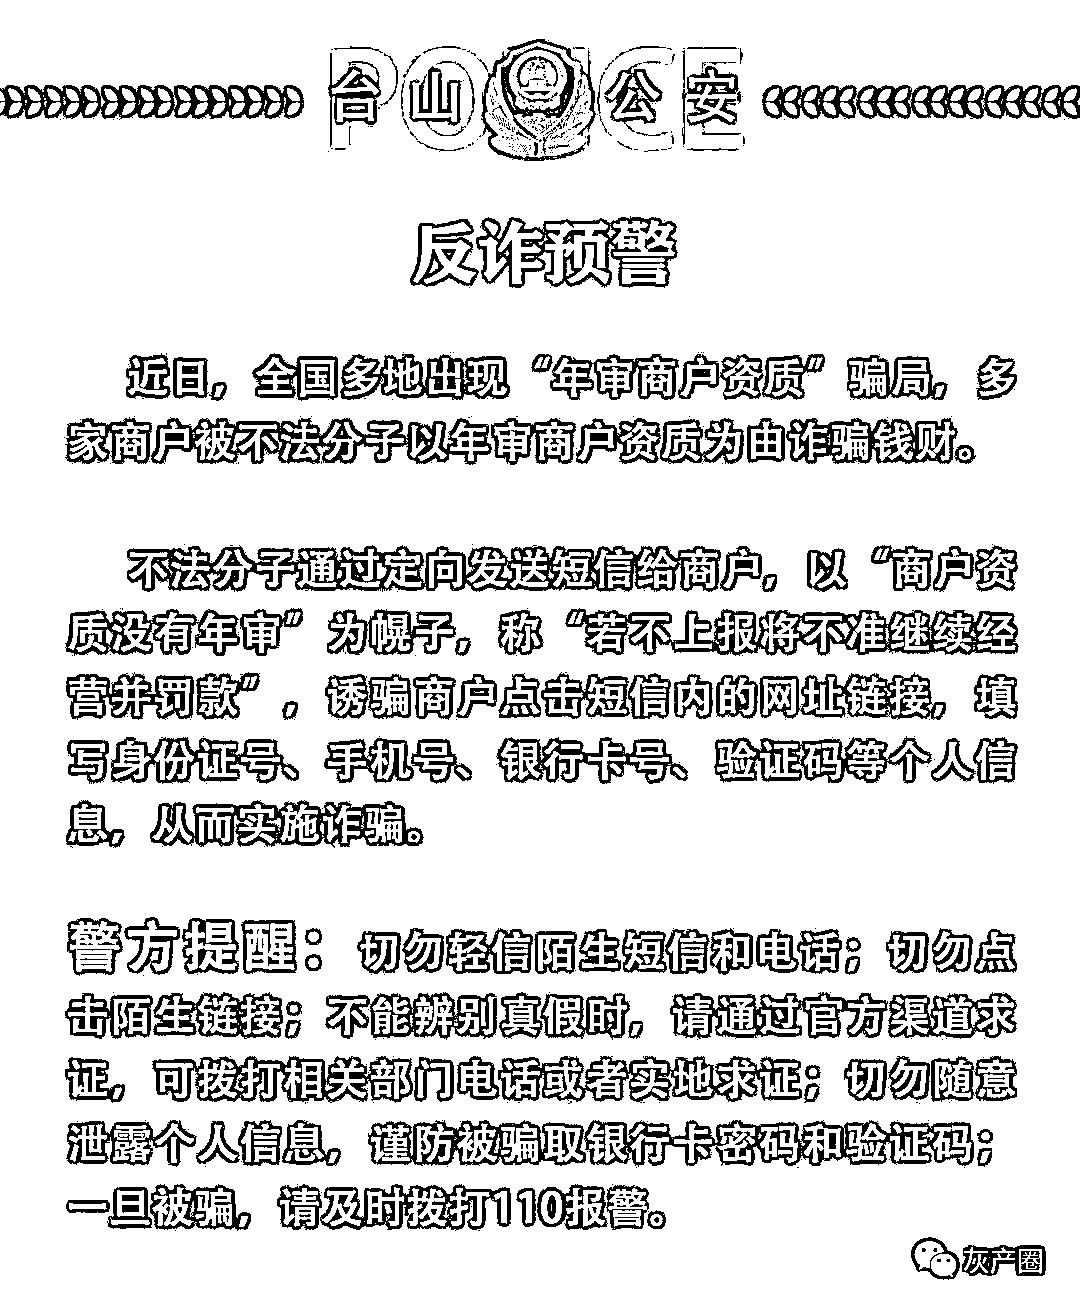 POLICE
台山公安
反诈预警
近日，全国多地出现“年审商户资质”骗局，多
家商户被不法分子以年审商户资质为由诈骗钱财。
不法分子通过定向发送短信给商户，以“商户资
质没有年审”为幌子，称“若不上报将不准继续经
营并罚款”，诱骗商户点击短信内的网址链接，填
写身份证号、手机号、银行卡号、验证码等个人信
息，从而实施诈骗。
警方提醒：切勿轻信陌生短信和电话；切勿点
击陌生链接；不能辨别真假时，请通过官方渠道求
证，可拨打相关部门电话或者实地求证；切勿随意
泄露个人信息，谨防被骗取银行卡密码和验证码；
一旦被骗，请及时拨打110报警。
灰产圈